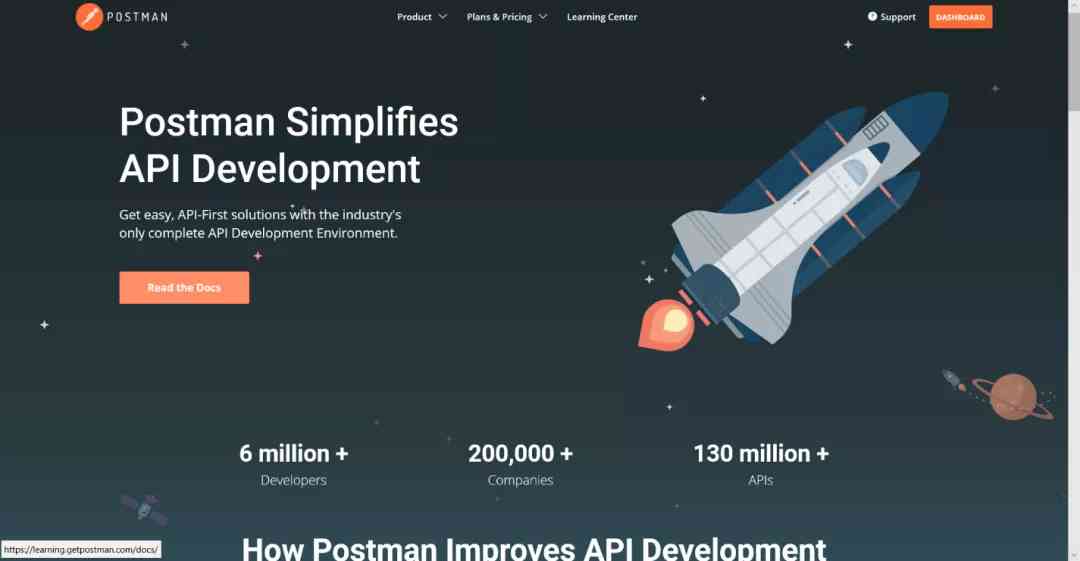 POSTMAN
Product
Plans & Pricing
Learning Center
Support
DASHBOARD
Postman Simplifies
API Development
Get easy, API-First solutions with the industry's
only complete API Development Environment.
Read the Docs
6 million +
200,000 +
130 million +
Developers
Companies
APIs
How Postman Improves API Development
https://learning.getpostman.com/docs/